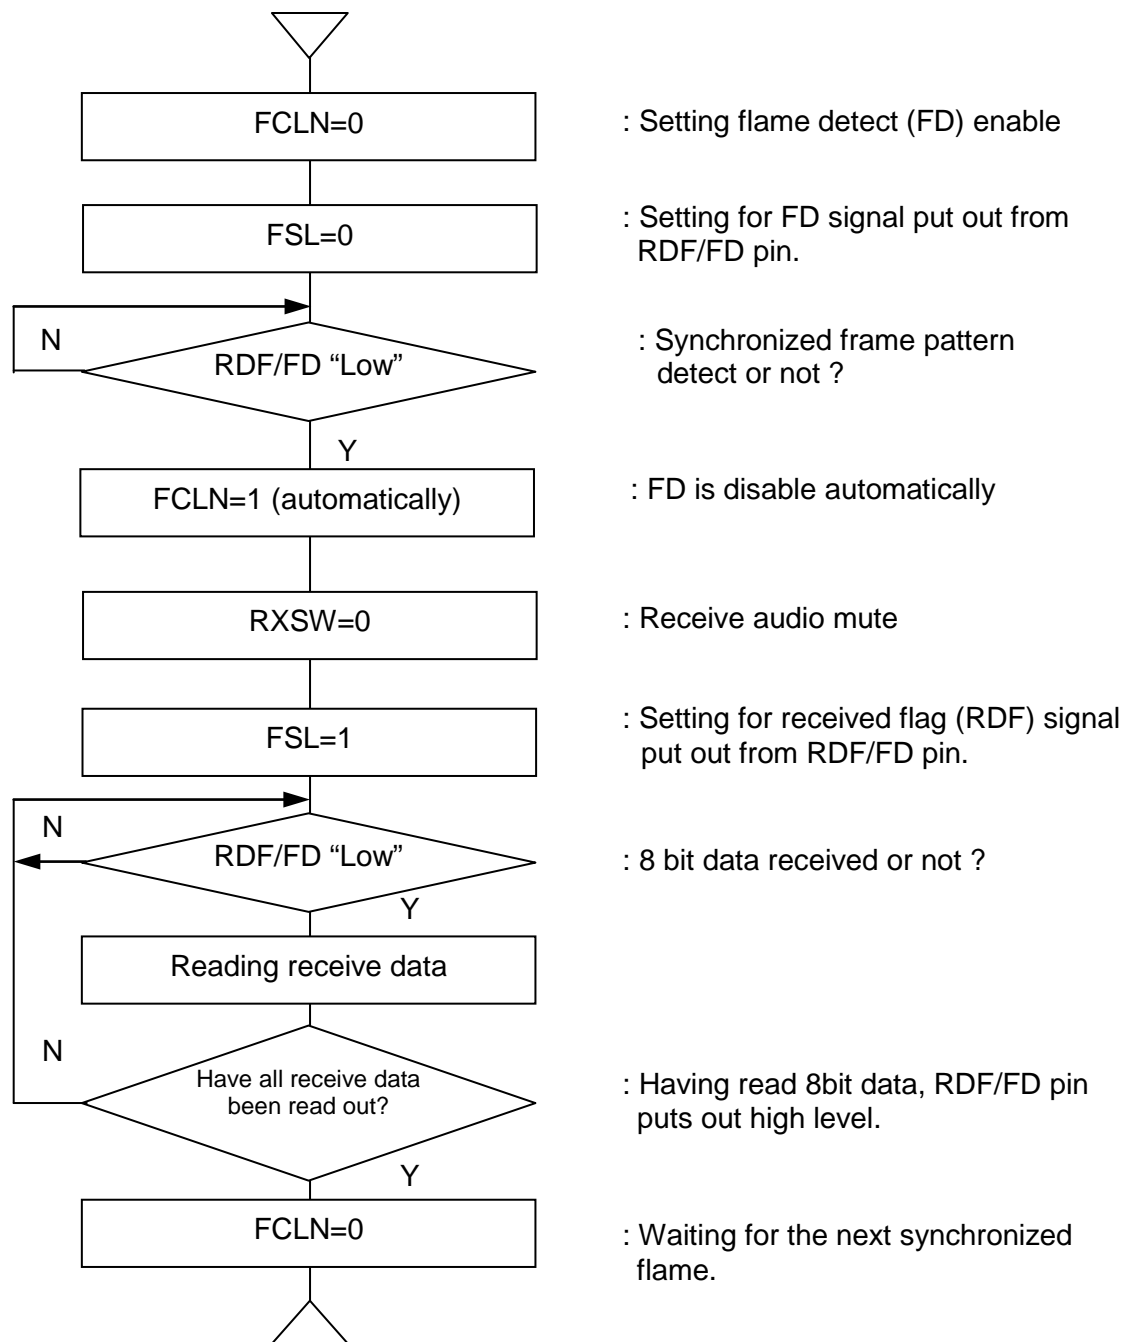 FCLN=0
: Setting flame detect (FD) enable
FSL=0
: Setting for FD signal put out from
RDF/FD pin.
N
RDF/FD “Low”
: Synchronized frame pattern
detect or not ?
Y
FCLN=1 (automatically)
: FD is disable automatically
RXSW=0
: Receive audio mute
FSL=1
: Setting for received flag (RDF) signal
put out from RDF/FD pin.
N
RDF/FD “Low”
: 8 bit data received or not ?
Y
Reading receive data
N
Have all receive data
been read out?
: Having read 8bit data, RDF/FD pin
puts out high level.
Y
FCLN=0
: Waiting for the next synchronized
flame.